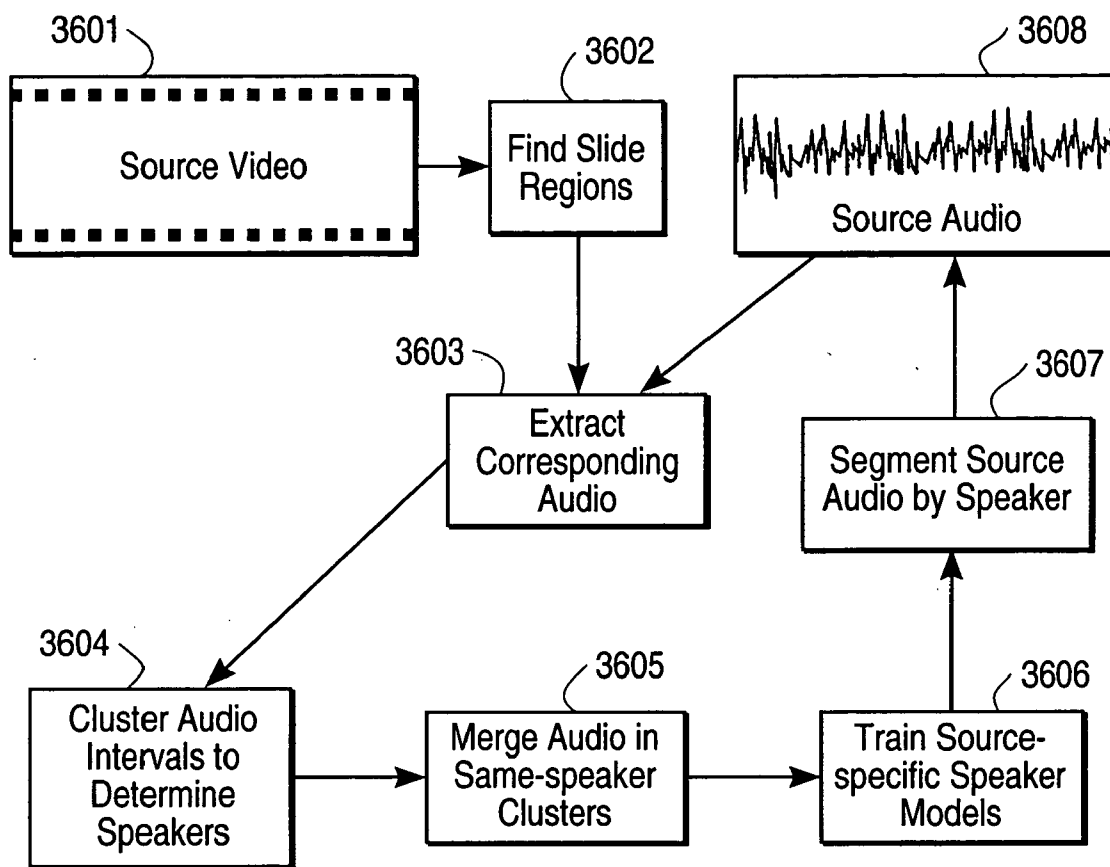 3601
Source Video
3602
Find Slide
Regions
3608
Source Audio
3603
Extract
Corresponding
Audio
3607
Segment Source
Audio by Speaker
3604
Cluster Audio
Intervals to
Determine
Speakers
3605
Merge Audio in
Same-speaker
Clusters
3606
Train Source-
specific Speaker
Models